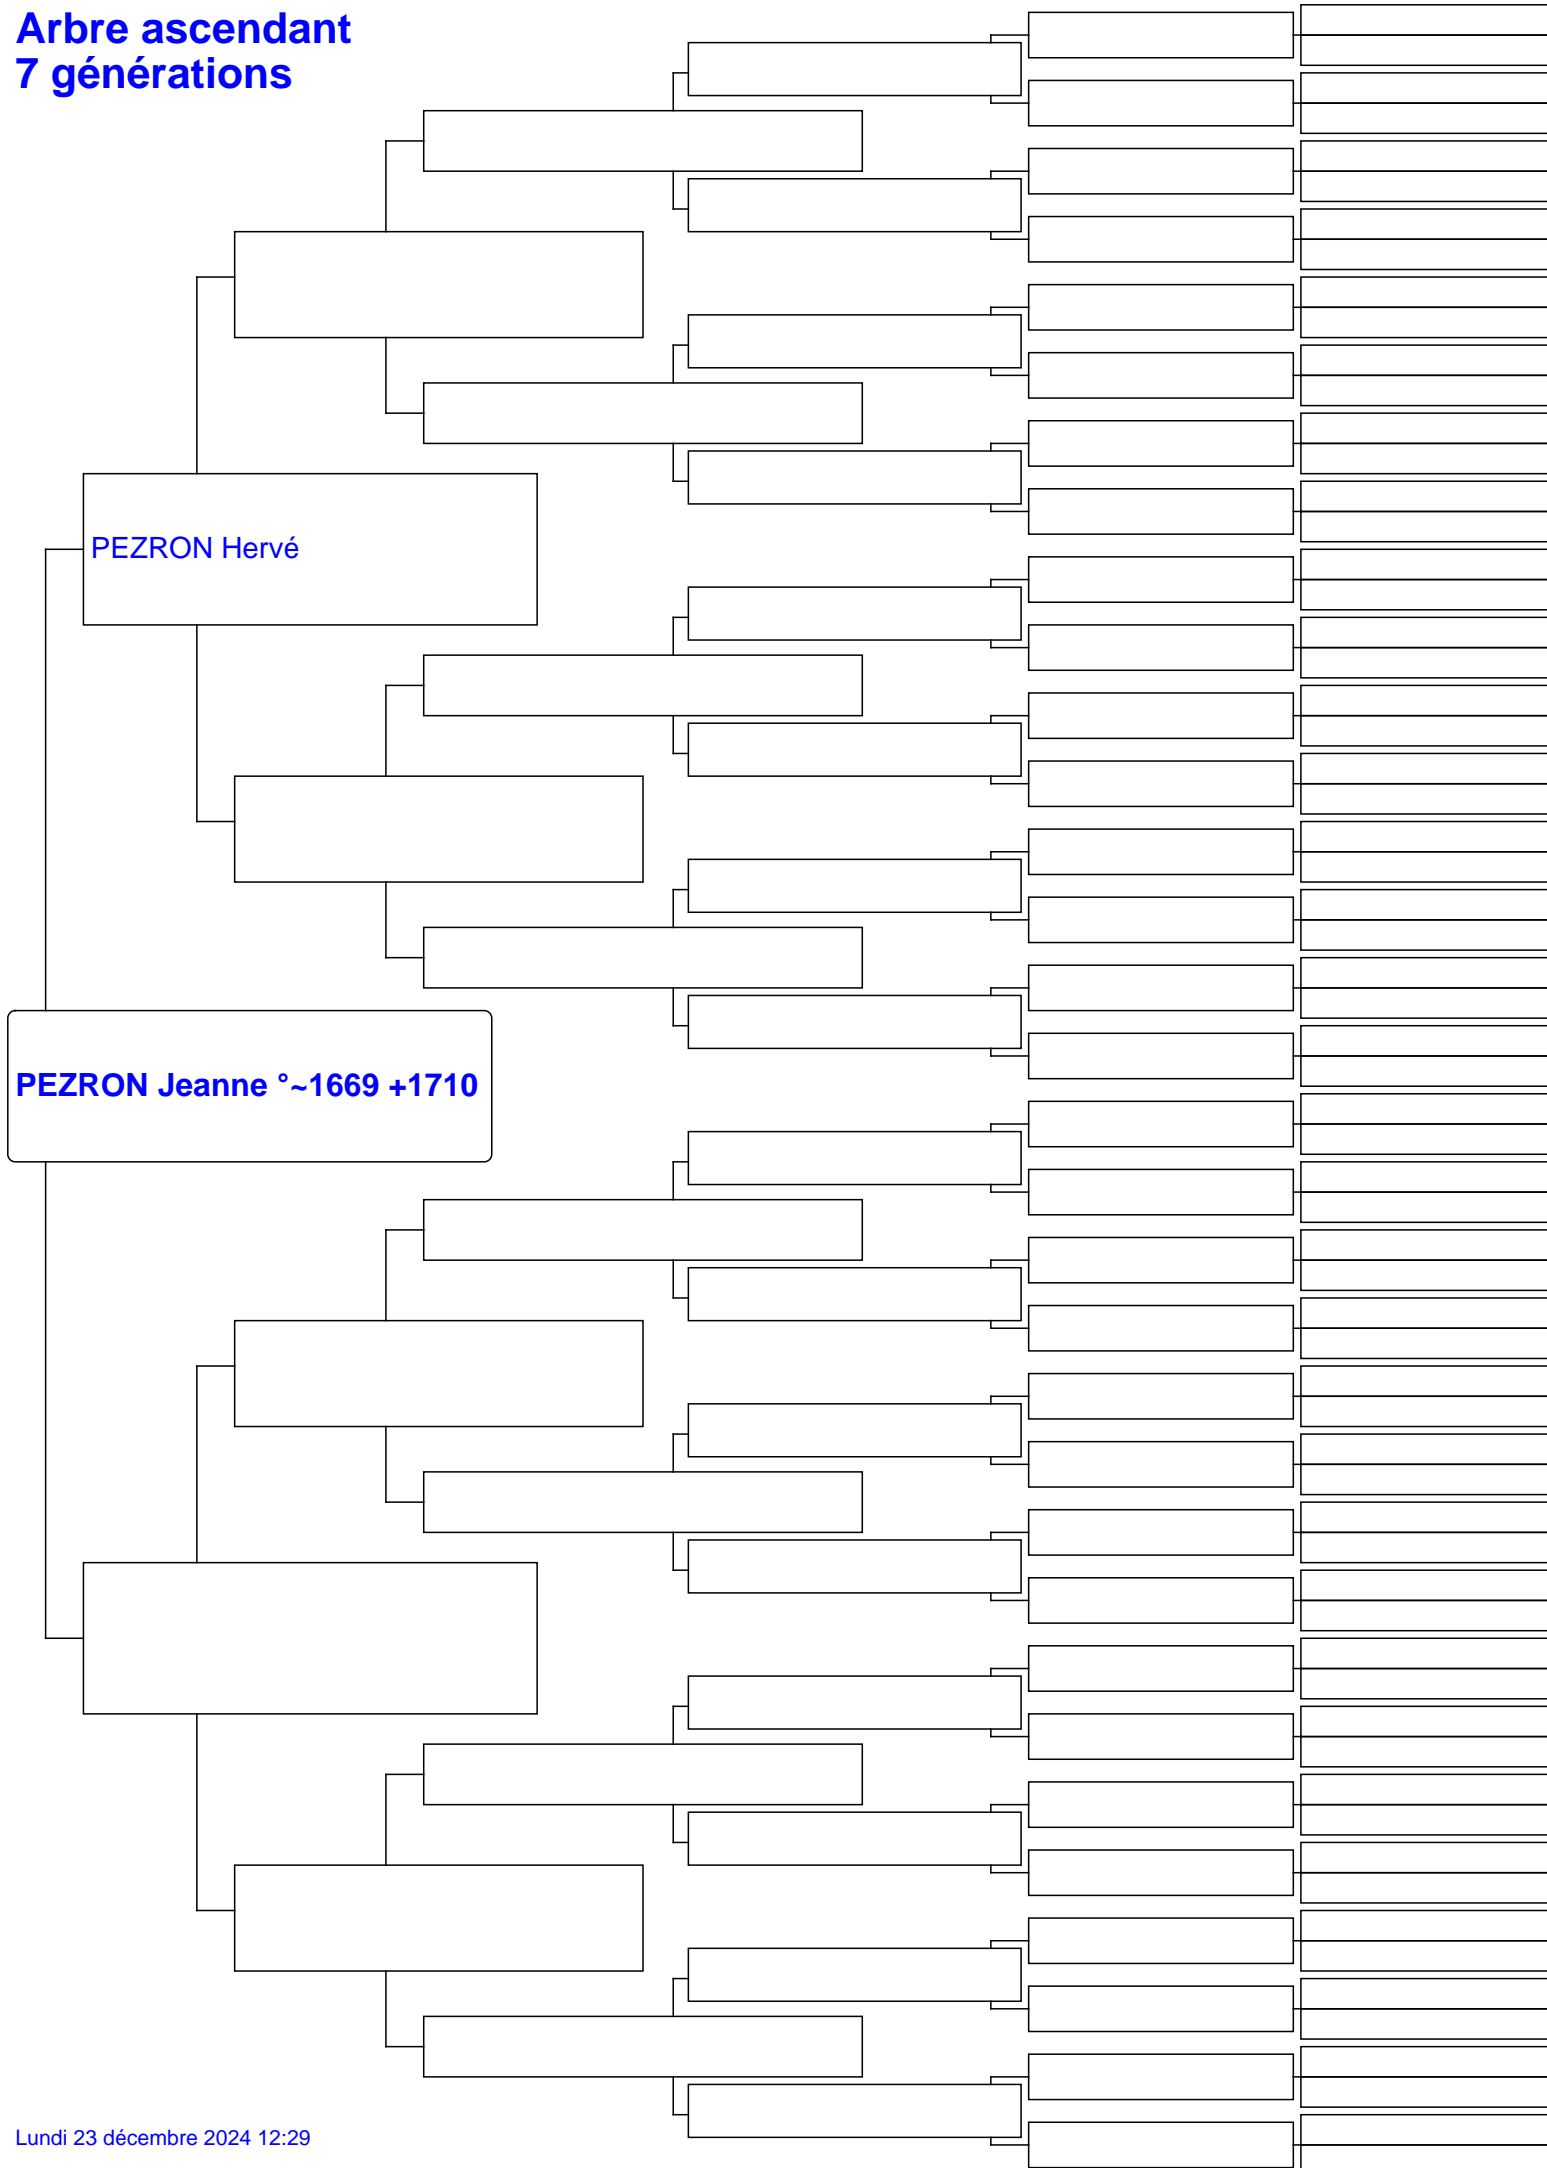 Arbre ascendant
7 générations
PEZRON Hervé
PEZRON Jeanne °~1669 +1710
Lundi 23 décembre 2024 12:29